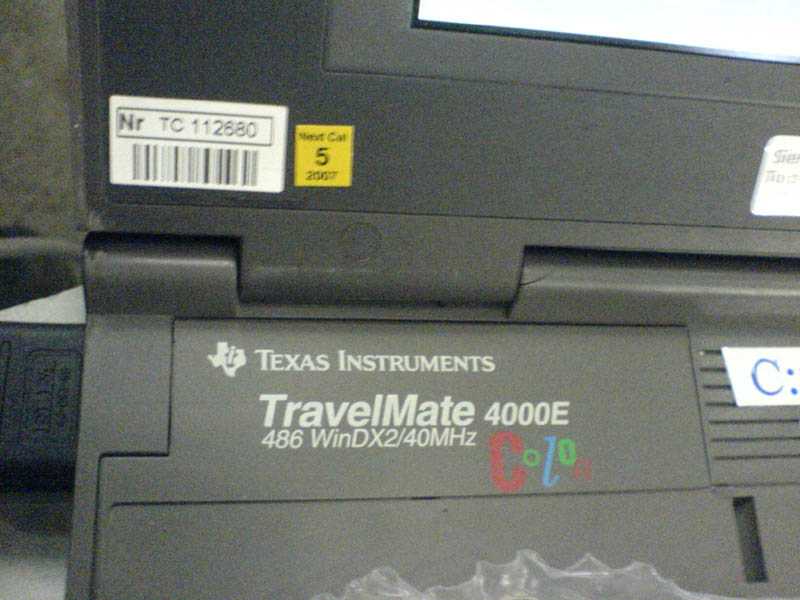 Nr TC 112680
Next Cal
5
2007
TEXAS INSTRUMENTS
TravelMate 4000E
486 WinDX2/40MHz
Color
C: